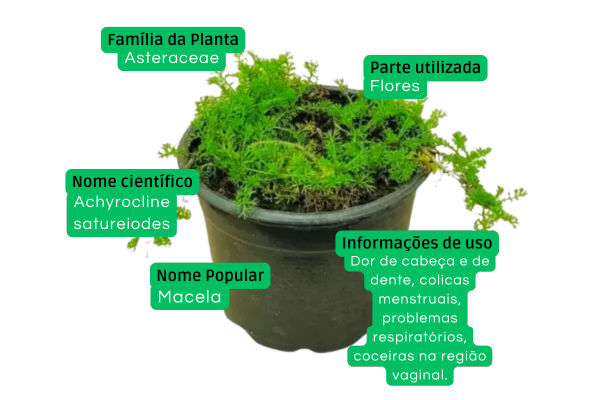 Família da Planta
Asteraceae
Parte utilizada
Flores
Nome científico
Achyrocline
satureiodes
Informações de uso
Dor de cabeça e de
dente, colicas
menstruais,
problemas
respiratórios,
coceiras na região
vaginal.
Nome Popular
Macela